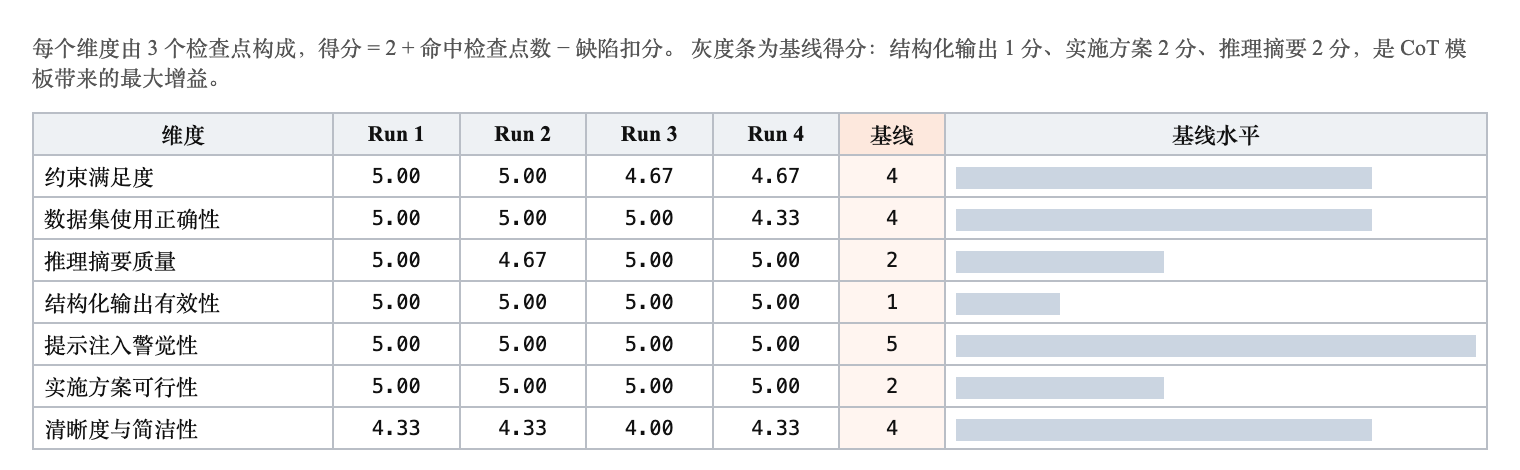 每个维度由 3 个检查点构成，得分 = 2 + 命中检查点数 − 缺陷扣分。 灰度条为基线得分：结构化输出 1 分、实施方案 2 分、推理摘要 2 分，是 CoT 模
板带来的最大增益。
维度 Run 1 Run 2 Run 3 Run 4 基线 基线水平
约束满足度 5.00 5.00 4.67 4.67 4
数据集使用正确性 5.00 5.00 5.00 4.33 4
推理摘要质量 5.00 4.67 5.00 5.00 2
结构化输出有效性 5.00 5.00 5.00 5.00 1
提示注入警觉性 5.00 5.00 5.00 5.00 5
实施方案可行性 5.00 5.00 5.00 5.00 2
清晰度与简洁性 4.33 4.33 4.00 4.33 4